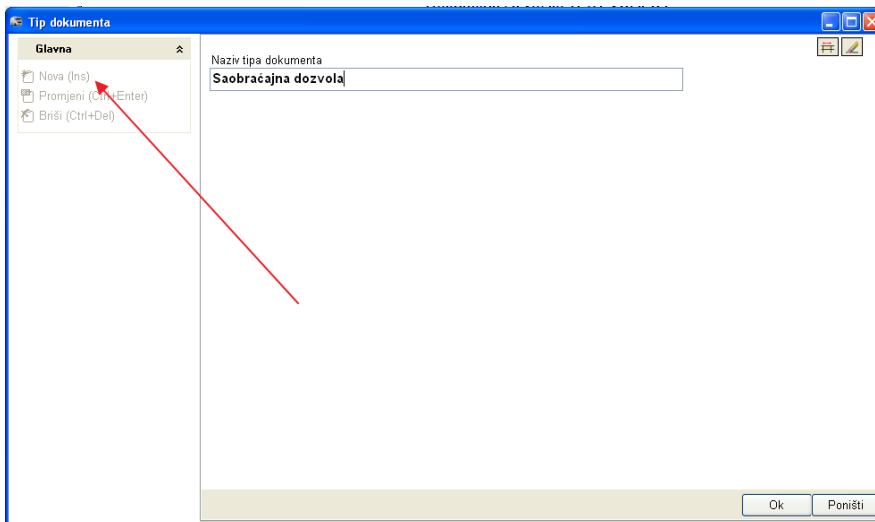 Tip dokumenta
Glavna
Nova (Ins)
Promjeni (Ctrl+Enter)
Briši (Ctrl+Del)
Naziv tipa dokumenta
Saobraćajna dozvola
Ok
Poništi